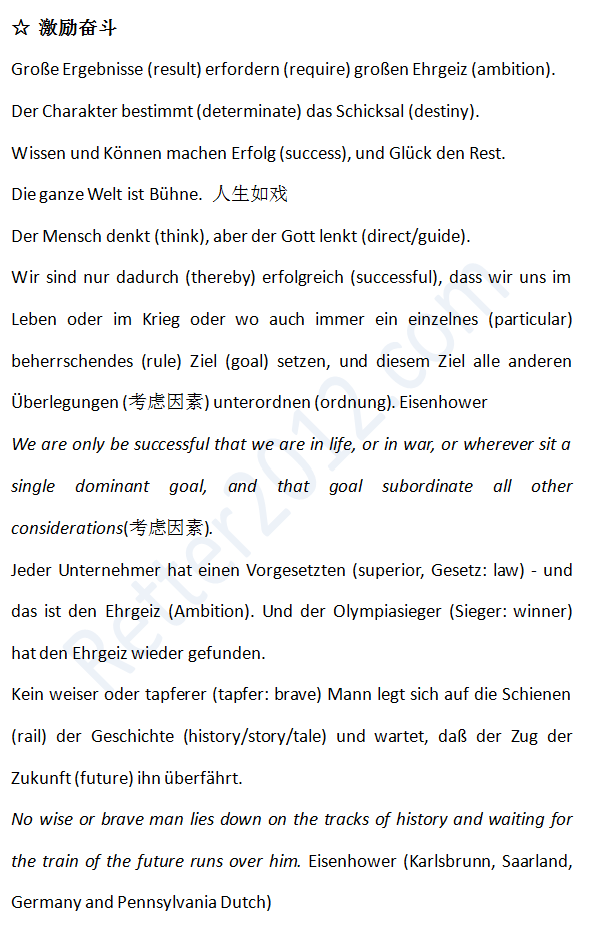 ☆ 激励奋斗
Große Ergebnisse (result) erfordern (require) großen Ehrgeiz (ambition).
Der Charakter bestimmt (determinate) das Schicksal (destiny).
Wissen und Können machen Erfolg (success), und Glück den Rest.
Die ganze Welt ist Bühne. 人生如戏
Der Mensch denkt (think), aber der Gott lenkt (direct/guide).
Wir sind nur dadurch (thereby) erfolgreich (successful), dass wir uns im
Leben oder im Krieg oder wo auch immer ein einzelnes (particular)
beherrschendes (rule) Ziel (goal) setzen, und diesem Ziel alle anderen
Überlegungen (考虑因素) unterordnen (ordnung). Eisenhower
We are only be successful that we are in life, or in war, or wherever sit a
single dominant goal, and that goal subordinate all other
considerations(考虑因素).
Jeder Unternehmer hat einen Vorgesetzten (superior, Gesetz: law) - und
das ist den Ehrgeiz (Ambition). Und der Olympiasieger (Sieger: winner)
hat den Ehrgeiz wieder gefunden.
Kein weiser oder tapferer (tapfer: brave) Mann legt sich auf die Schienen
(rail) der Geschichte (history/story/tale) und wartet, daß der Zug der
Zukunft (future) ihn überfährt.
No wise or brave man lies down on the tracks of history and waiting for
the train of the future runs over him. Eisenhower (Karlsbrunn, Saarland,
Germany and Pennsylvania Dutch)
Retter2012.com